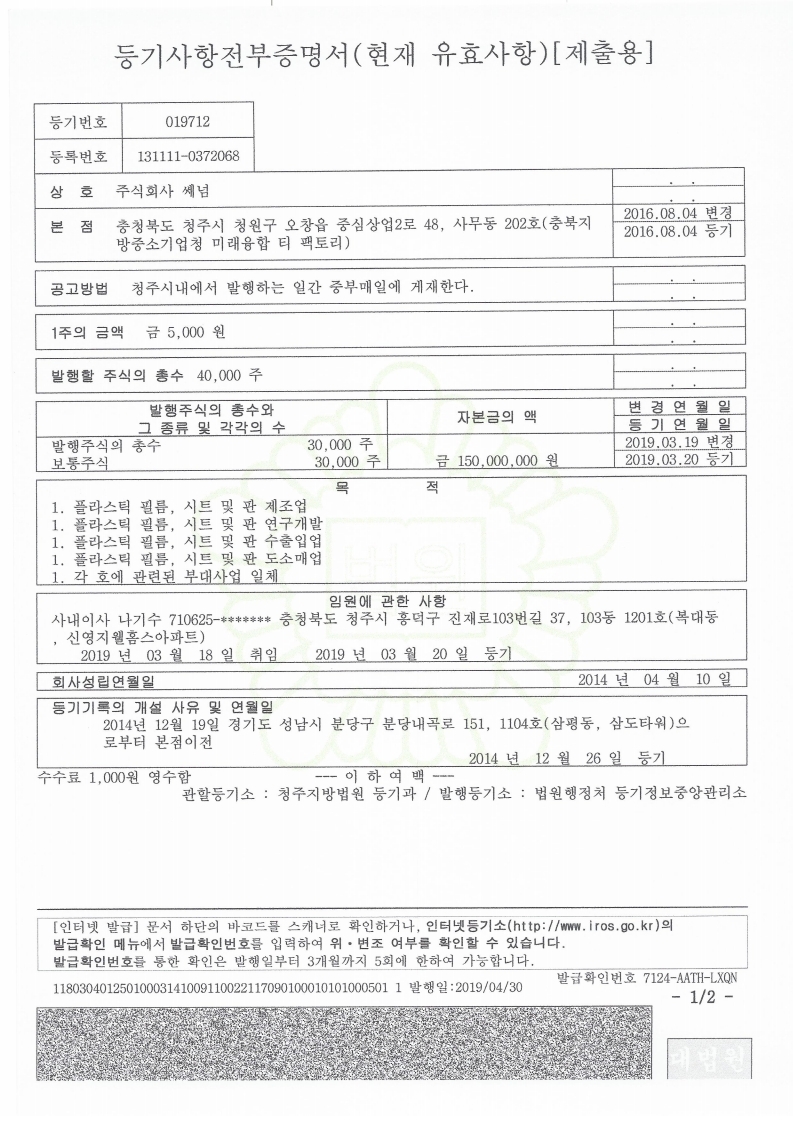 등기사항전부증명서(현재 유효사항)[제출용]
등기번호 019712
등록번호 131111-0372068
상 호 주식회사 쎄넘 . .
. .
본 점 충청북도 청주시 청원구 오창읍 중심상업2로 48, 사무동 202호(충북지 2016.08.04 변경
방중소기업청 미래융합 티 팩토리) 2016.08.04 등기
공고방법 청주시내에서 발행하는 일간 중부매일에 게재한다. . .
. .
1주의 금액 금 5,000 원 . .
. .
발행할 주식의 총수 40,000 주 . .
. .
발행주식의 총수와 자본금의 액 변 경 연 월 일
그 종류 및 각각의 수 등 기 연 월 일
발행주식의 총수 30,000 주 2019.03.19 변경
보통주식 30,000 주 금 150,000,000 원 2019.03.20 등기
목 적
1. 플라스틱 필름, 시트 및 판 제조업
1. 플라스틱 필름, 시트 및 판 연구개발
1. 플라스틱 필름, 시트 및 판 수출입업
1. 플라스틱 필름, 시트 및 판 도소매업
1. 각 호에 관련된 부대사업 일체
임원에 관한 사항
사내이사 나기수 710625-******* 충청북도 청주시 흥덕구 진재로103번길 37, 103동 1201호(복대동
, 신영지웰홈스아파트)
2019 년 03 월 18 일 취임 2019 년 03 월 20 일 등기
회사성립연월일 2014 년 04 월 10 일
등기기록의 개설 사유 및 연월일
2014년 12월 19일 경기도 성남시 분당구 분당내곡로 151, 1104호(삼평동, 삼도타워)으
로부터 본점이전
2014 년 12 월 26 일 등기
수수료 1,000원 영수함 --- 이 하 여 백 ---
관할등기소 : 청주지방법원 등기과 / 발행등기소 : 법원행정처 등기정보중앙관리소
[인터넷 발급] 문서 하단의 바코드를 스캐너로 확인하거나, 인터넷등기소(http://www.iros.go.kr)의
발급확인 메뉴에서 발급확인번호를 입력하여 위·변조 여부를 확인할 수 있습니다.
발급확인번호를 통한 확인은 발행일부터 3개월까지 5회에 한하여 가능합니다.
발급확인번호 7124-AATH-LXQN
11803040125010003141009110022117090100010101000501 1 발행일:2019/04/30
- 1/2 -
법원
대법원